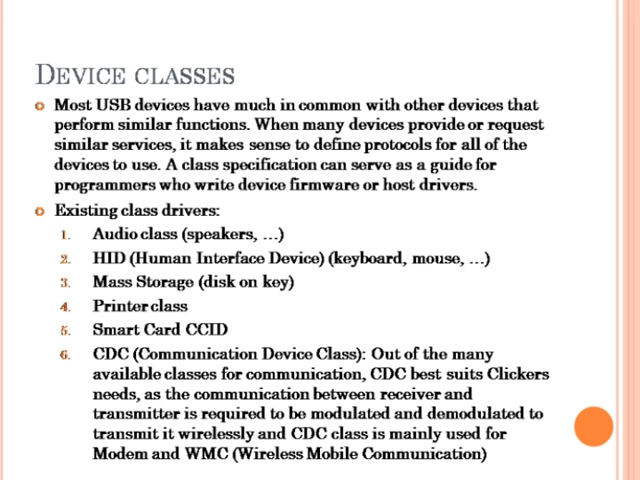 DEVICE CLASSES
Most USB devices have much in common with other devices that
perform similar functions. When many devices provide or request
similar services, it makes sense to define protocols for all of the
devices to use. A class specification can serve as a guide for
programmers who write device firmware or host drivers.
Existing class drivers:
1. Audio class (speakers, …)
2. HID (Human Interface Device) (keyboard, mouse, …)
3. Mass Storage (disk on key)
4. Printer class
5. Smart Card CCID
6. CDC (Communication Device Class): Out of the many
available classes for communication, CDC best suits Clickers
needs, as the communication between receiver and
transmitter is required to be modulated and demodulated to
transmit it wirelessly and CDC class is mainly used for
Modem and WMC (Wireless Mobile Communication)